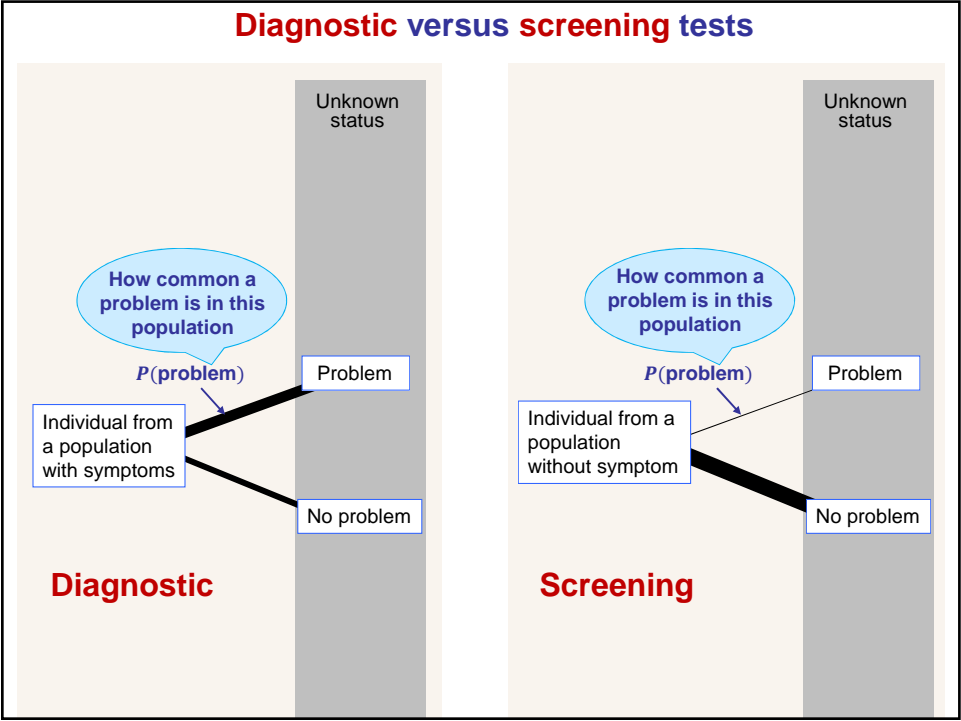 Diagnostic versus screening tests
Unknown
status
How common a
problem is in this
population
P(problem)
Problem
Individual from
a population
with symptoms
No problem
Diagnostic
Unknown
status
How common a
problem is in this
population
P(problem)
Problem
Individual from a
population
without symptom
No problem
Screening